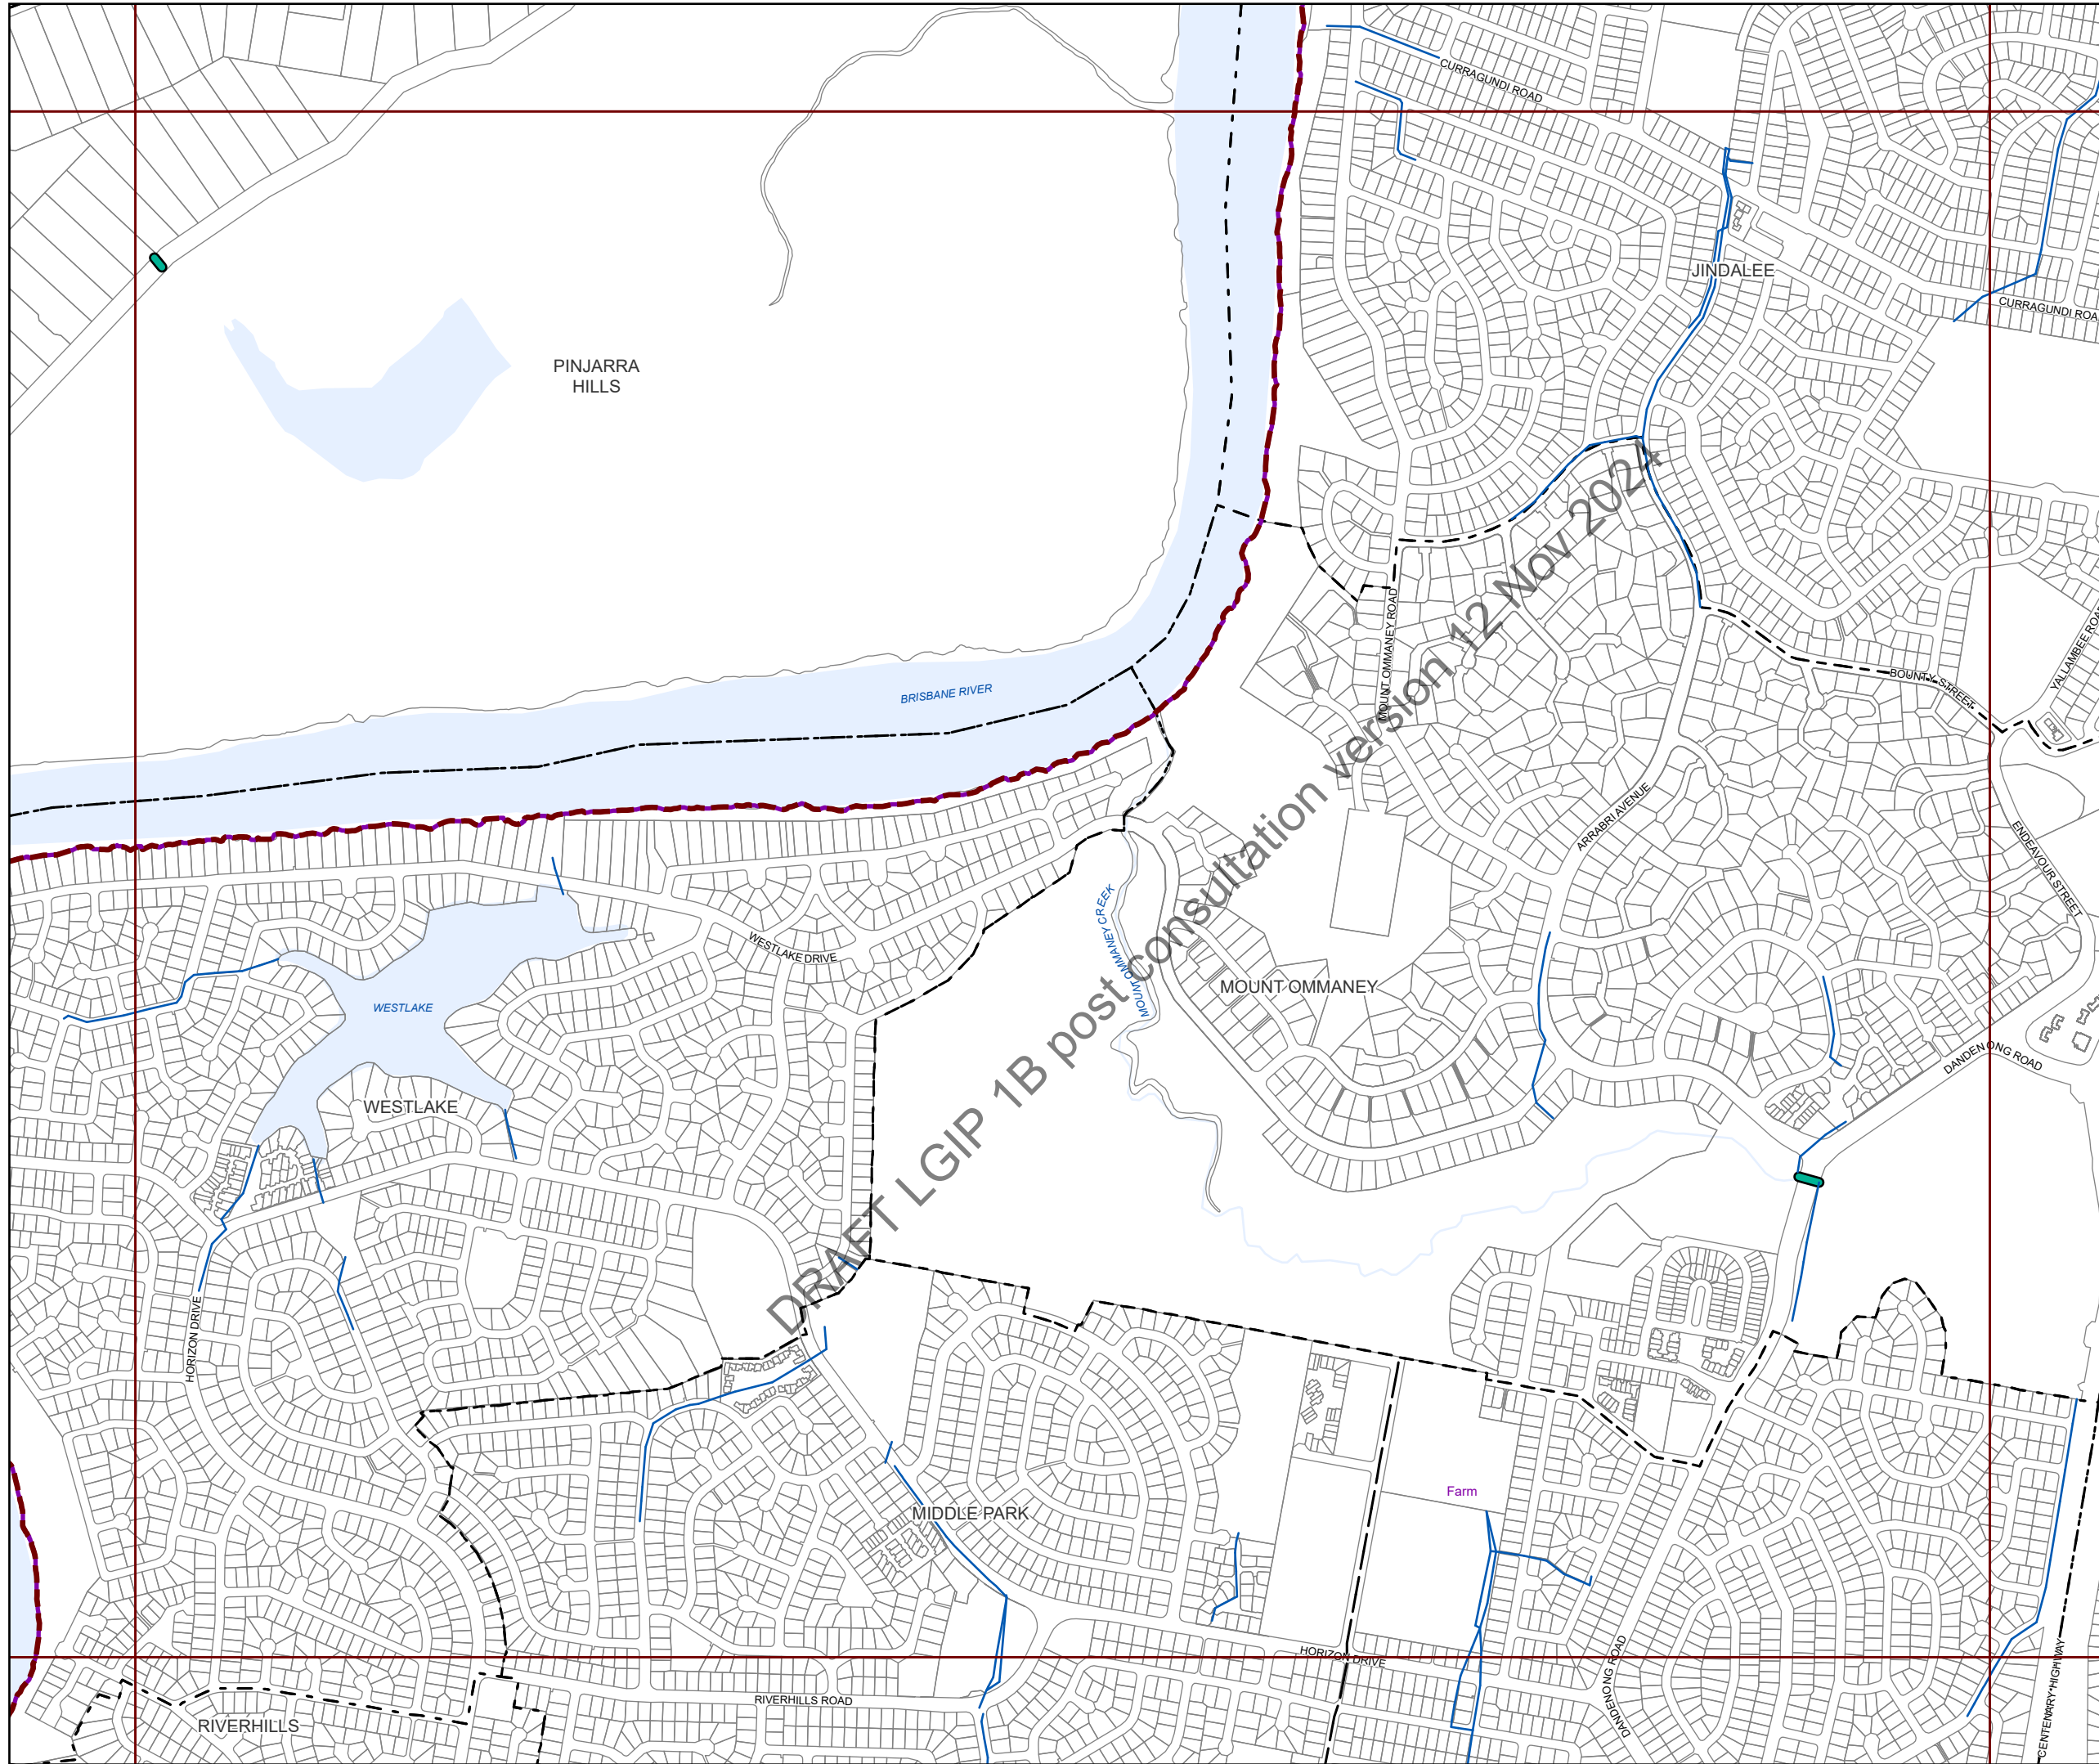 CURRAGUNDI ROAD
JINDALEE
CURRAGUNDI ROA
PINJARRA
HILLS
MOUNT OMMANEY ROAD
YALLAMBEE ROA
BOUNTY STREET
BRISBANE RIVER
ARRABRI AVENUE
ENDEAVOUR STREET
WESTLAKE DRIVE
MOUNT OMMANEY CREEK
MOUNT OMMANEY
WESTLAKE
DANDENONG ROAD
WESTLAKE
DRAFT LGIP 1B post consultation version 12 Nov 2024
HORIZON DRIVE
Farm
MIDDLE PARK
HORIZON DRIVE
DANDENONG ROAD
CENTENARY HIGHWAY
RIVERHILLS ROAD
RIVERHILLS